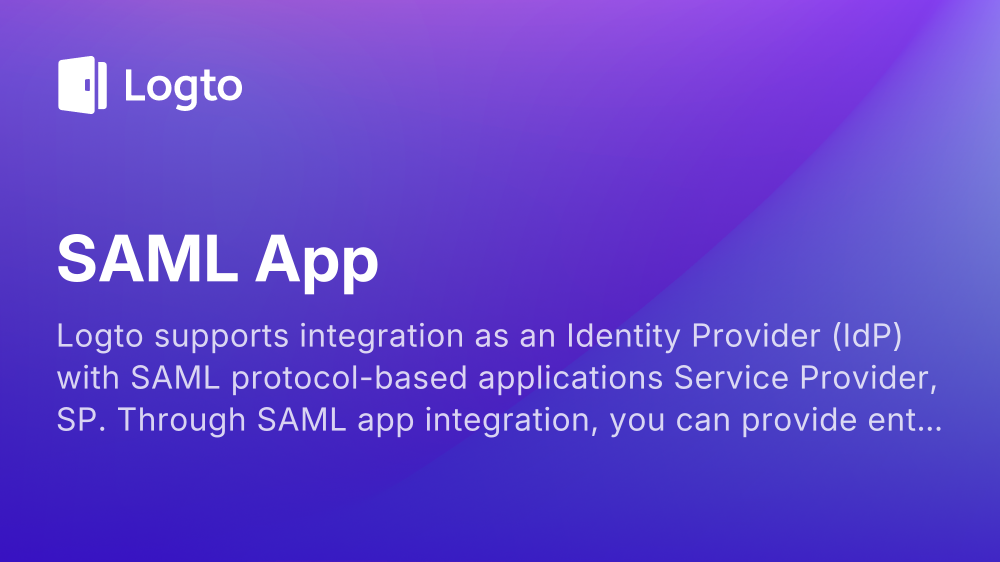 Logto
SAML App
Logto supports integration as an Identity Provider (IdP)
with SAML protocol-based applications Service Provider,
SP. Through SAML app integration, you can provide ent...